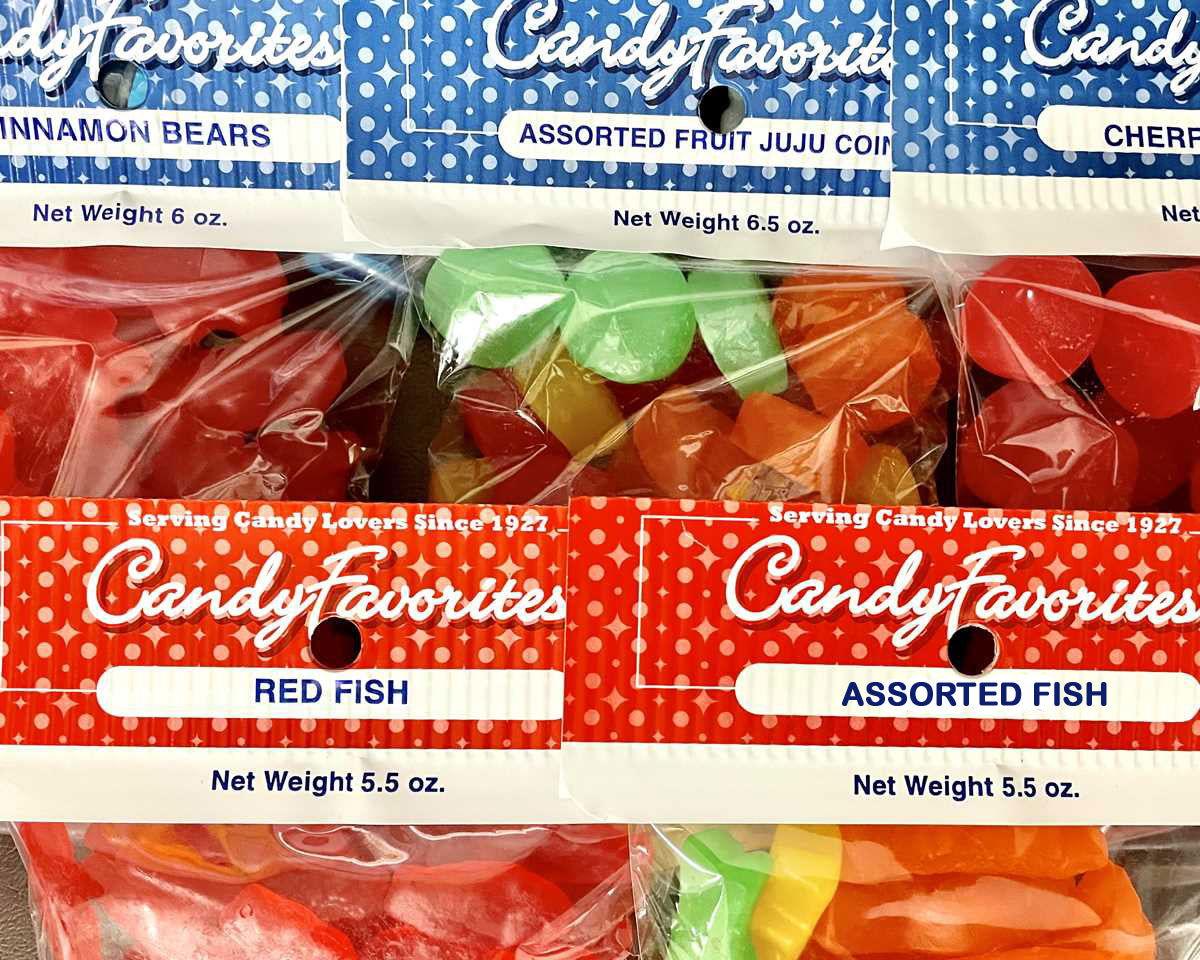 CandyFavorites
INNAMON BEARS
Net Weight 6 oz.
CandyFavorit
ASSORTED FRUIT JUJU COIN
Net Weight 6.5 oz.
Candy
CHERR
Net
Serving Candy Lovers Since 1927
CandyFavorites
RED FISH
Net Weight 5.5 oz.
Serving Candy Lovers Since 1927
CandyFavorites
ASSORTED FISH
Net Weight 5.5 oz.